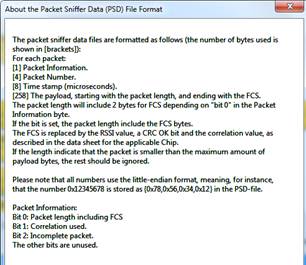 About the Packet Sniffer Data (PSD) File Format
The packet sniffer data files are formatted as follows (the number of bytes used is
shown in [brackets]):
For each packet:
[1] Packet Information.
[4] Packet Number.
[8] Time stamp (microseconds).
[258] The payload, starting with the packet length, and ending with the FCS.
The packet length will include 2 bytes for FCS depending on "bit 0" in the Packet
Information byte.
If the bit is set, the packet length include the FCS bytes.
The FCS is replaced by the RSSI value, a CRC OK bit and the correlation value, as
described in the data sheet for the applicable Chip.
If the length indicate that the packet is smaller than the maximum amount of
payload bytes, the rest should be ignored.
Please note that all numbers use the little-endian format, meaning, for instance,
that the number 0x12345678 is stored as {0x78,0x56,0x34,0x12} in the PSD-file.
Packet Information:
Bit 0: Packet length including FCS
Bit 1: Correlation used.
Bit 2: Incomplete packet.
The other bits are unused.